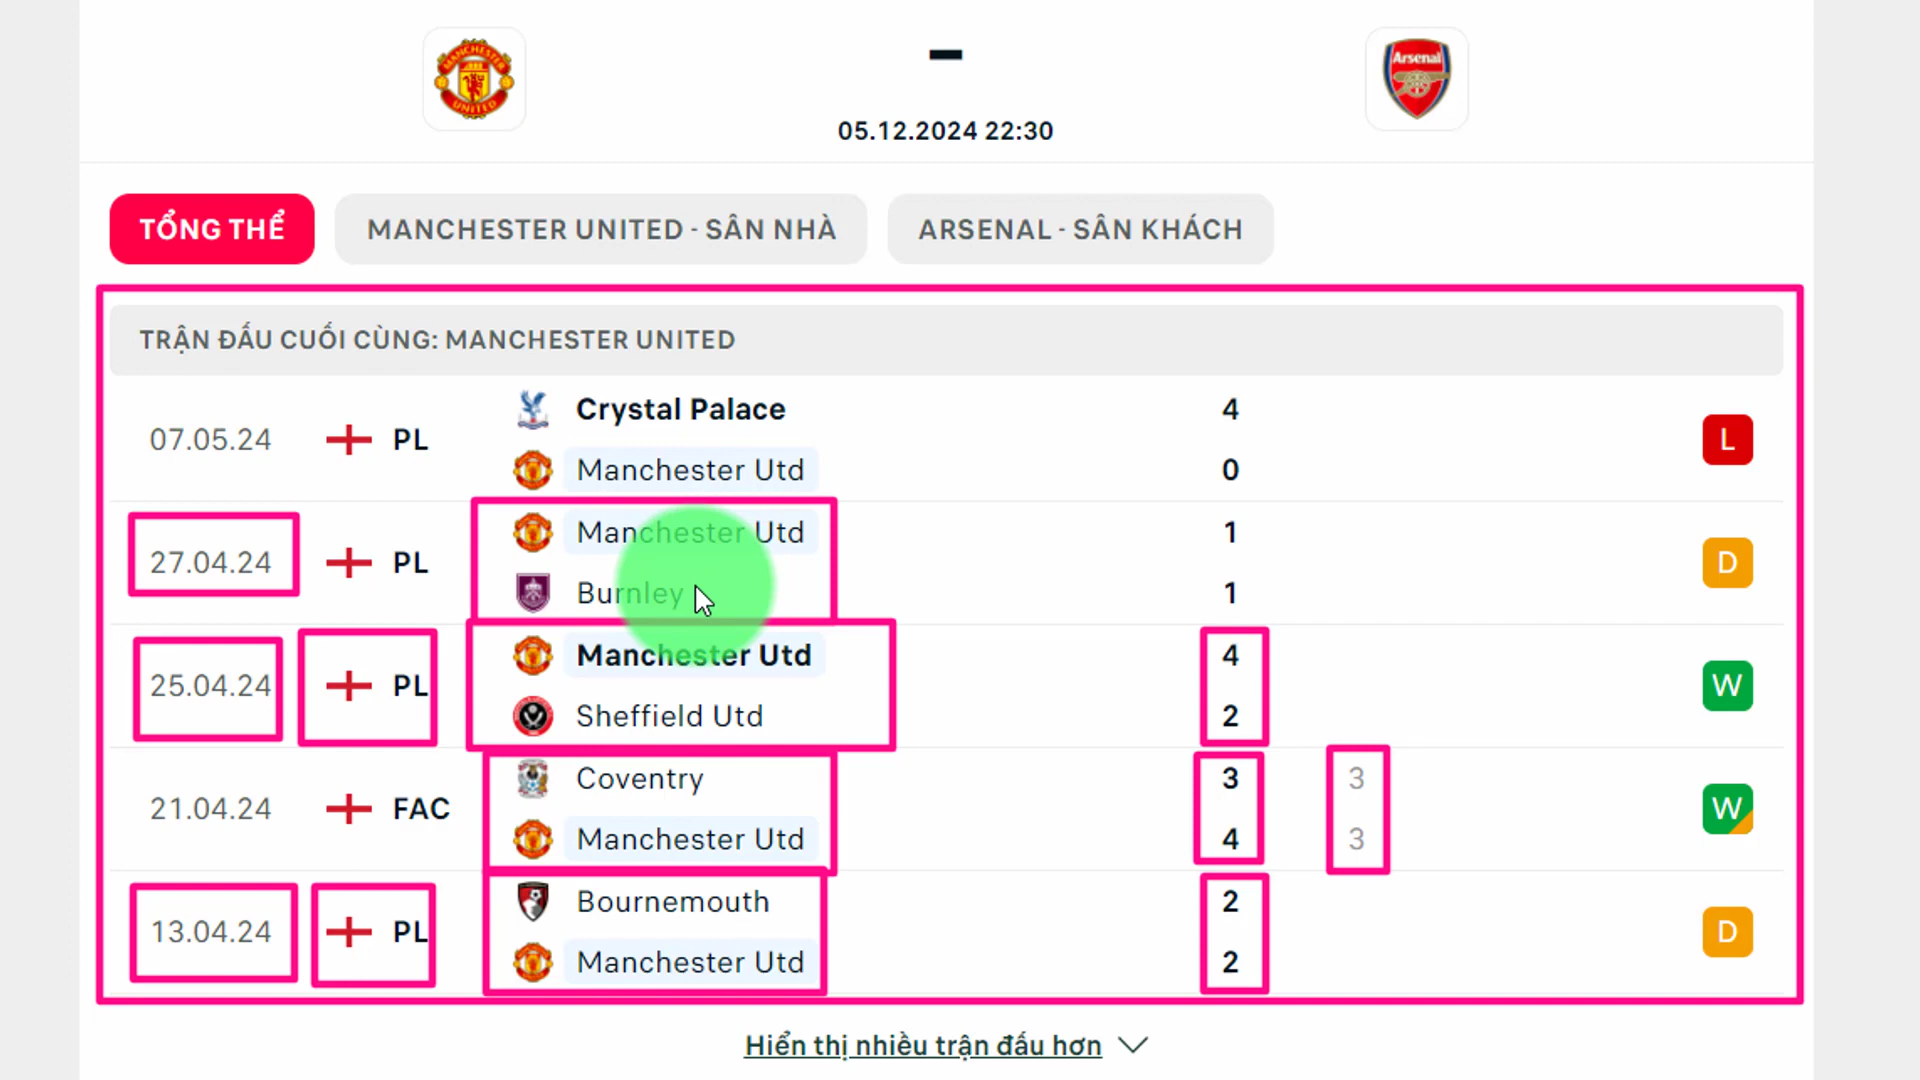 MANCHESTER
UNITED
Arsenal
05.12.2024 22:30
TỔNG THỂ
MANCHESTER UNITED - SÂN NHÀ
ARSENAL - SÂN KHÁCH
TRẬN ĐẤU CUỐI CÙNG: MANCHESTER UNITED
07.05.24 PL Crystal Palace 4 L
Manchester Utd 0
27.04.24 PL Manchester Utd 1 D
Burnley 1
25.04.24 PL Manchester Utd 4 W
Sheffield Utd 2
21.04.24 FAC Coventry 3 3 W
Manchester Utd 4 3
13.04.24 PL Bournemouth 2 D
Manchester Utd 2
Hiển thị nhiều trận đấu hơn